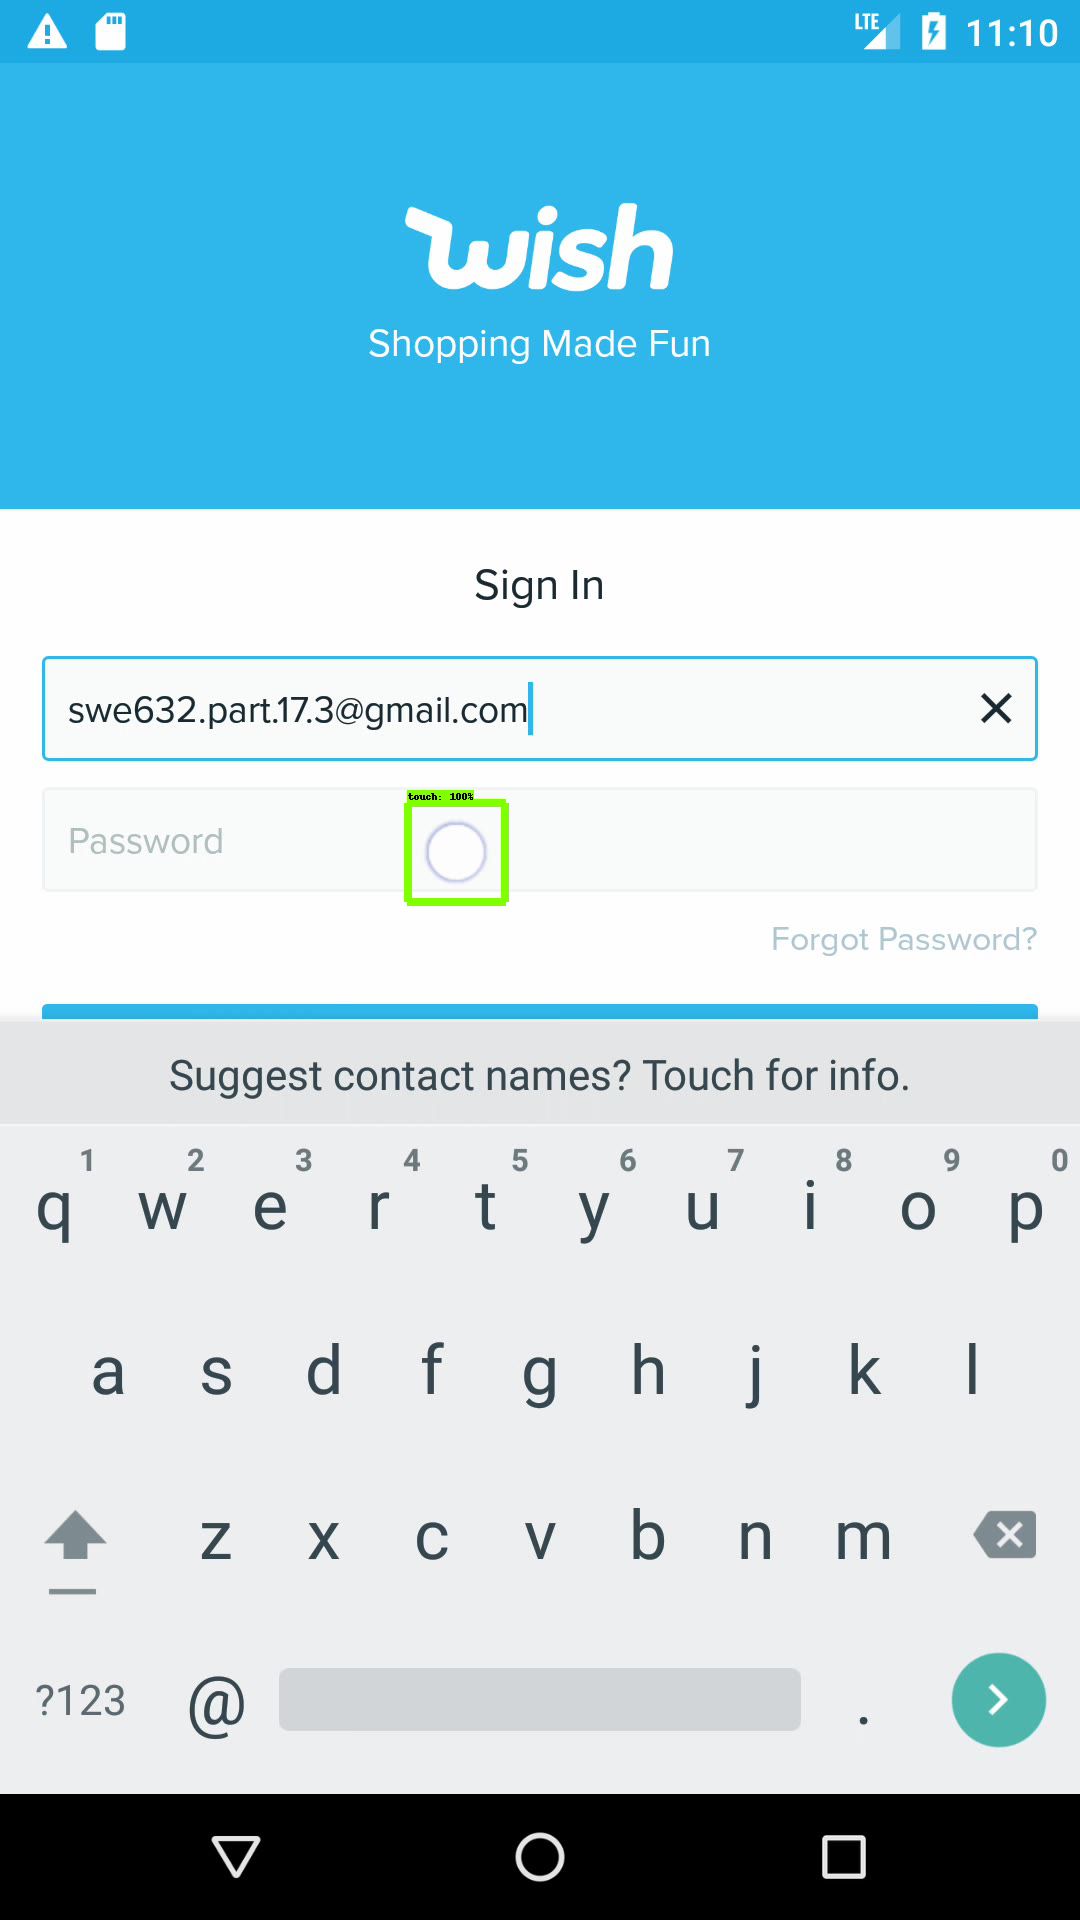 LTE 11:10
wish
Shopping Made Fun
Sign In
swe632.part.17.3@gmail.com
touch: 100%
Password
Forgot Password?
Suggest contact names? Touch for info.
1 2 3 4 5 6 7 8 9 0
q w e r t y u i o p
a s d f g h j k l
z x c v b n m
?123 @ .